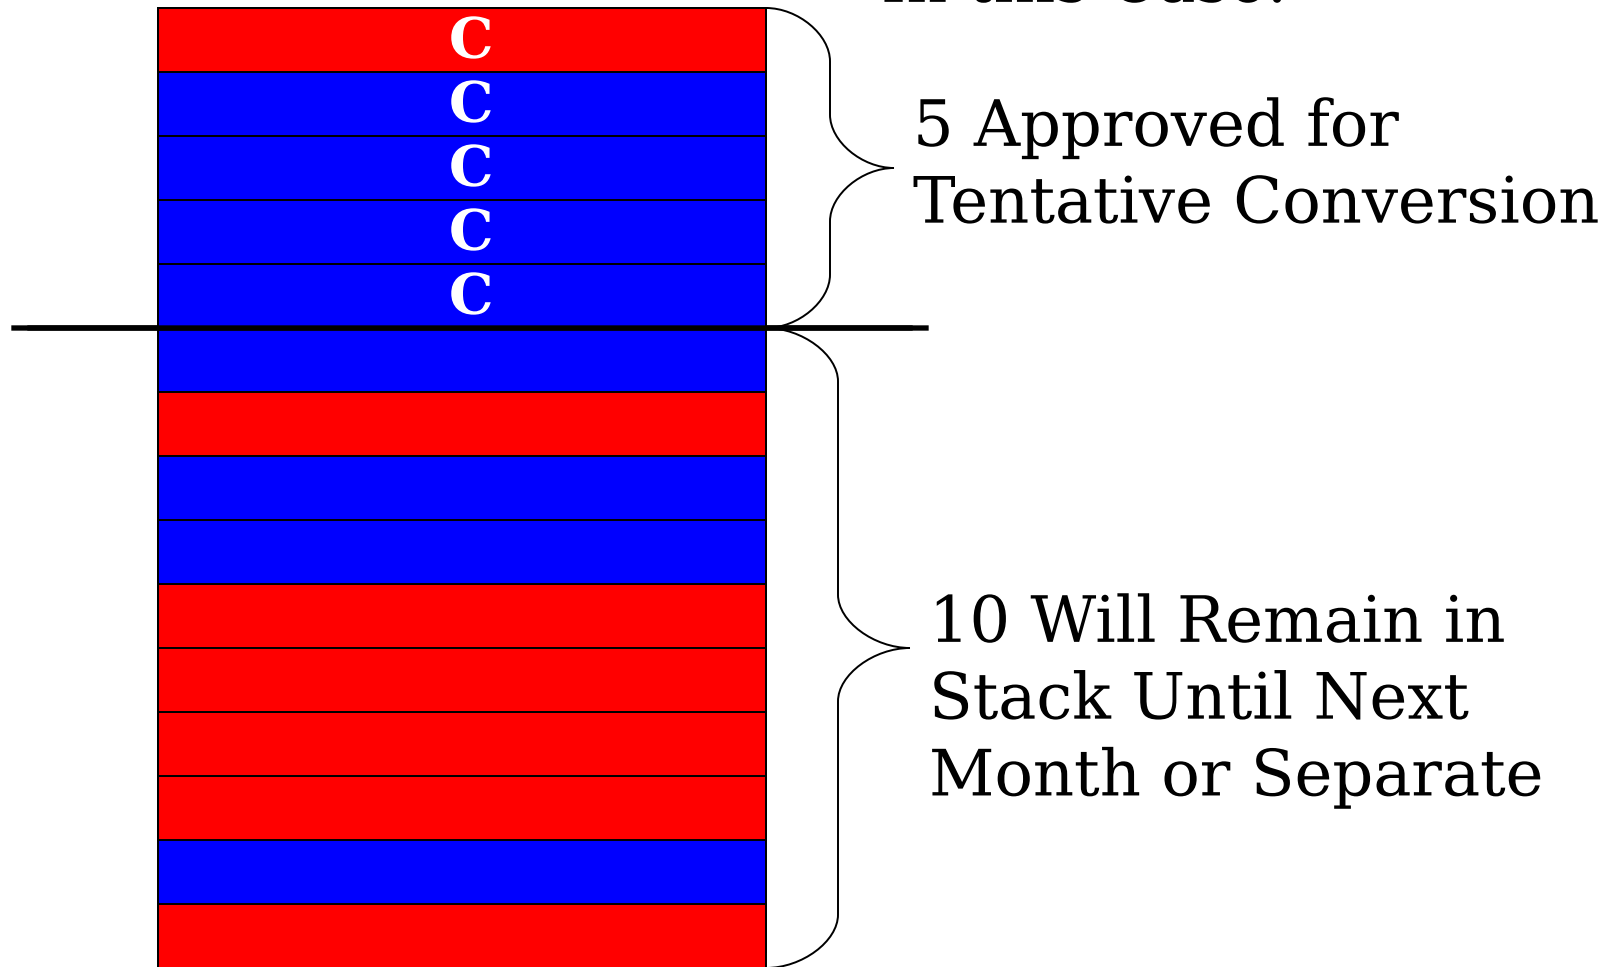 C
C
C
C
C
5 Approved for
Tentative Conversion
10 Will Remain in
Stack Until Next
Month or Separate